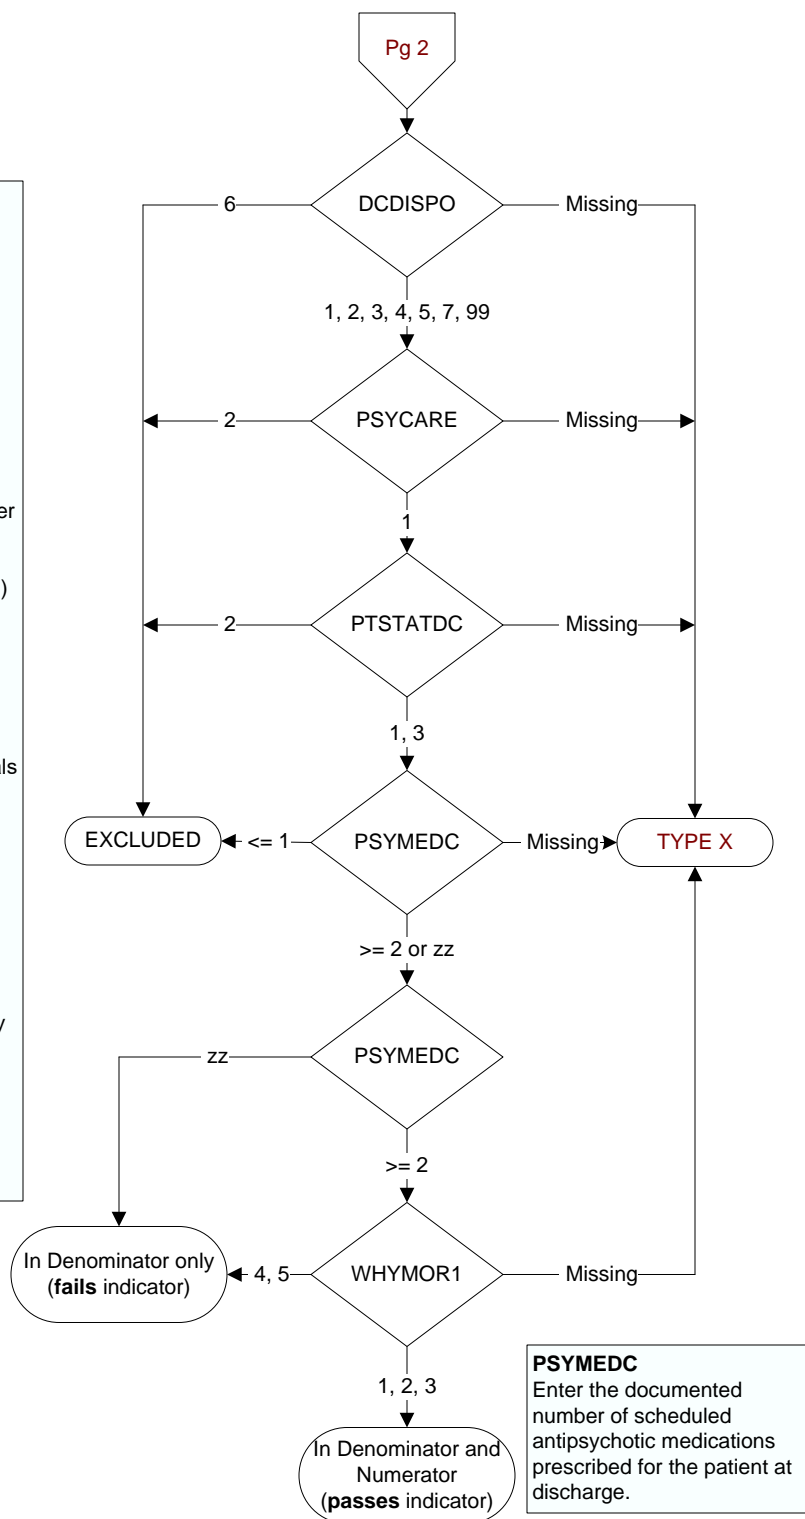 Pg 2
DCDISPO
6
Missing
1, 2, 3, 4, 5, 7, 99
PSYCARE
2
Missing
1
PTSTATDC
2
Missing
1, 3
EXCLUDED
<= 1
PSYMEDC
Missing
TYPE X
>= 2 or zz
PSYMEDC
zz
>= 2
In Denominator only
(fails indicator)
4, 5
WHYMOR1
Missing
1, 2, 3
In Denominator and
Numerator
(passes indicator)
PSYMEDC
Enter the documented
number of scheduled
antipsychotic medications
prescribed for the patient at
discharge.